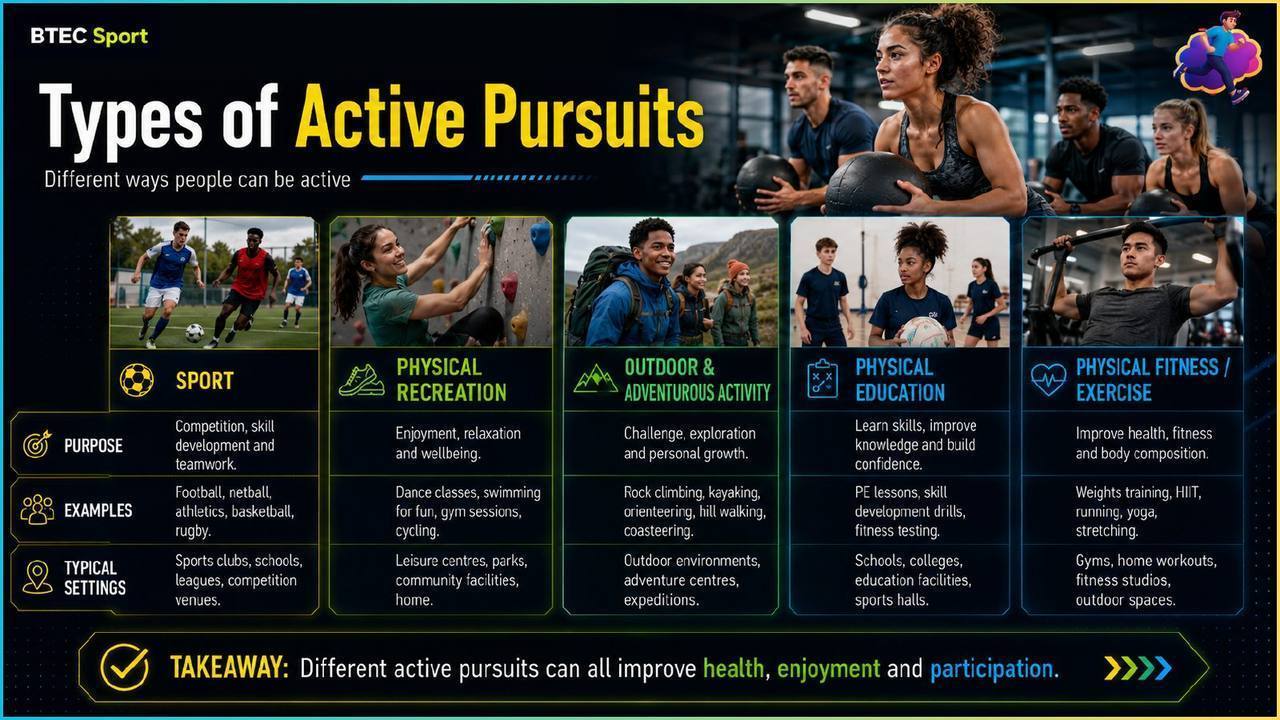 BTEC Sport
Types of Active Pursuits
Different ways people can be active
SPORT
PHYSICAL
RECREATION
OUTDOOR &
ADVENTUROUS ACTIVITY
PHYSICAL
EDUCATION
PHYSICAL FITNESS /
EXERCISE
PURPOSE
Competition, skill
development and
teamwork.
Enjoyment, relaxation
and wellbeing.
Challenge, exploration
and personal growth.
Learn skills, improve
knowledge and build
confidence.
Improve health, fitness
and body composition.
EXAMPLES
Football, netball,
athletics, basketball,
rugby.
Dance classes, swimming
for fun, gym sessions,
cycling.
Rock climbing, kayaking,
orienteering, hill walking,
coasteering.
PE lessons, skill
development drills,
fitness testing.
Weights training, HIIT,
running, yoga,
stretching.
TYPICAL
SETTINGS
Sports clubs, schools,
leagues, competition
venues.
Leisure centres, parks,
community facilities,
home.
Outdoor environments,
adventure centres,
expeditions.
Schools, colleges,
education facilities,
sports halls.
Gyms, home workouts,
fitness studios,
outdoor spaces.
TAKEAWAY: Different active pursuits can all improve health, enjoyment and participation.